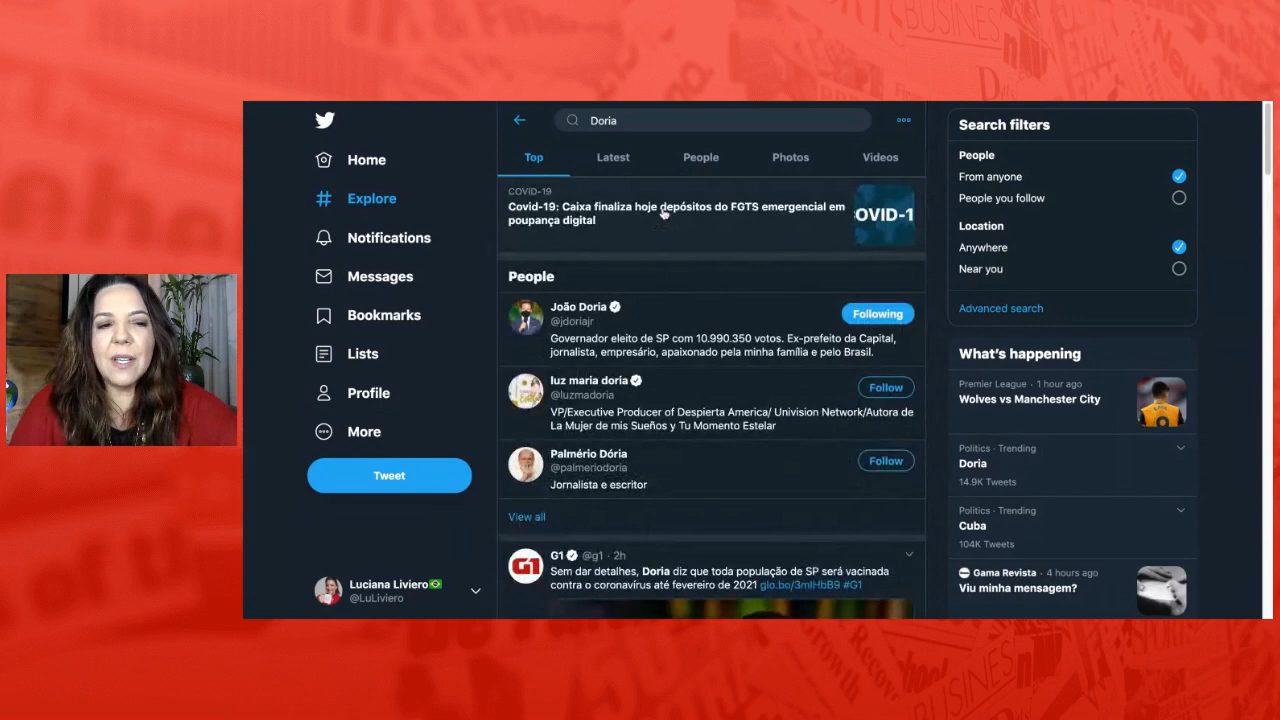 Home
Explore
Notifications
Messages
Bookmarks
Lists
Profile
More
Tweet
Luciana Liviero🇧🇷
@LuLiviero
Doria
Top Latest People Photos Videos
COVID-19
Covid-19: Caixa finaliza hoje depósitos do FGTS emergencial em
poupança digital
OVID-1
People
João Doria
@jdoriajr
Following
Governador eleito de SP com 10.990.350 votos. Ex-prefeito da Capital,
jornalista, empresário, apaixonado pela minha família e pelo Brasil.
luz maria doria
@luzmadoria
Follow
VP/Executive Producer of Despierta America/ Univision Network/Autora de
La Mujer de mis Sueños y Tu Momento Estelar
Palmério Dória
@palmeriodoria
Follow
Jornalista e escritor
View all
G1
G1 @g1 · 2h
Sem dar detalhes, Doria diz que toda população de SP será vacinada
contra o coronavírus até fevereiro de 2021 glo.bo/3mIHbB9 #G1
Search filters
People
From anyone
People you follow
Location
Anywhere
Near you
Advanced search
What's happening
Premier League · 1 hour ago
Wolves vs Manchester City
Politics · Trending
Doria
14.9K Tweets
Politics · Trending
Cuba
104K Tweets
Gama Revista · 4 hours ago
Viu minha mensagem?
BUSINES
BUSINES